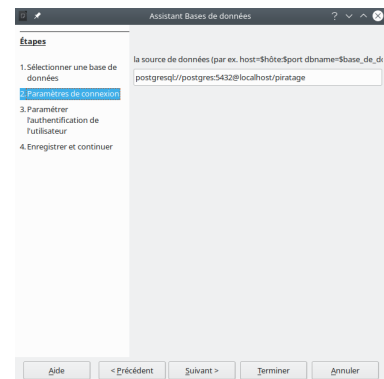 Assistant Bases de données
Étapes
1. Sélectionner une base de
données
2. Paramètres de connexion
3. Paramétrer
l'authentification de
l'utilisateur
4. Enregistrer et continuer
la source de données (par ex. host=$hôte:$port dbname=$base_de_do
postgresql://postgres:5432@localhost/piratage
Aide
< Précédent
Suivant >
Terminer
Annuler